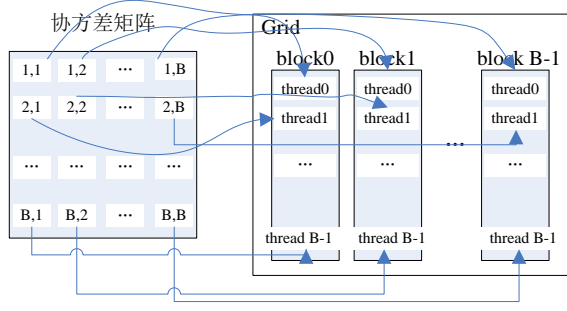 协方差矩阵
1,1 1,2 ... 1,B
2,1 2,2 ... 2,B
... ... ... ...
B,1 B,2 ... B,B
Grid
block0 block1 block B-1
thread0 thread0 thread0
thread1 thread1 thread1
...
... ... ...
thread B-1 thread B-1 thread B-1